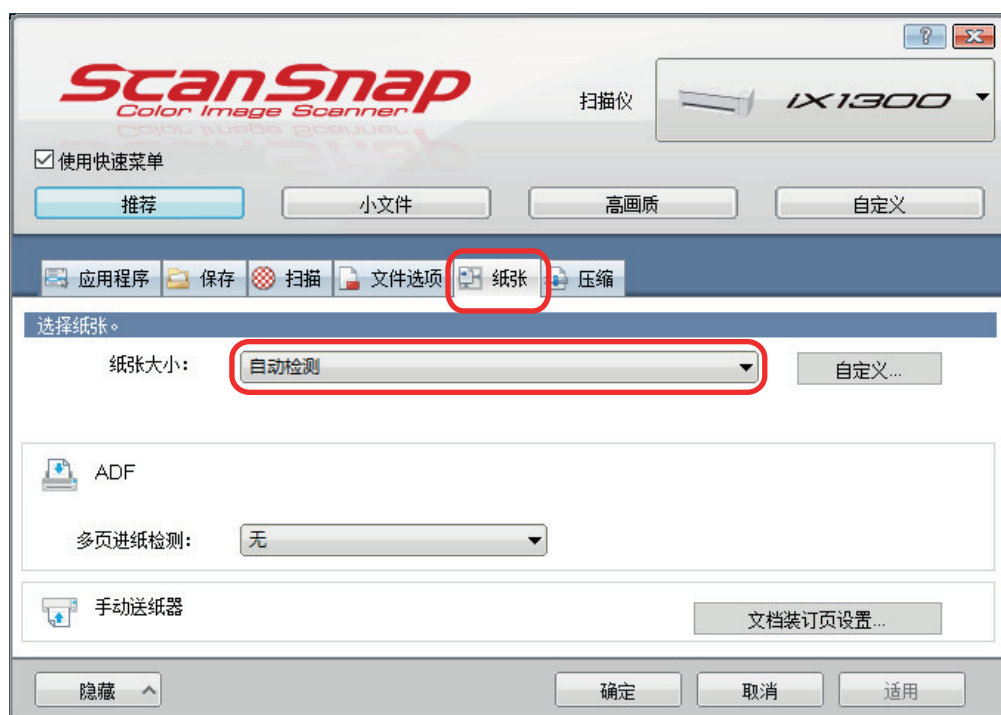 ScanSnap
Color Image Scanner
扫描仪
iX1300
使用快速菜单
推荐
小文件
高画质
自定义
应用程序
保存
扫描
文件选项
纸张
压缩
选择纸张。
纸张大小:
自动检测
自定义...
ADF
多页进纸检测:
无
手动送纸器
文档装订页设置...
隐藏
确定
取消
适用